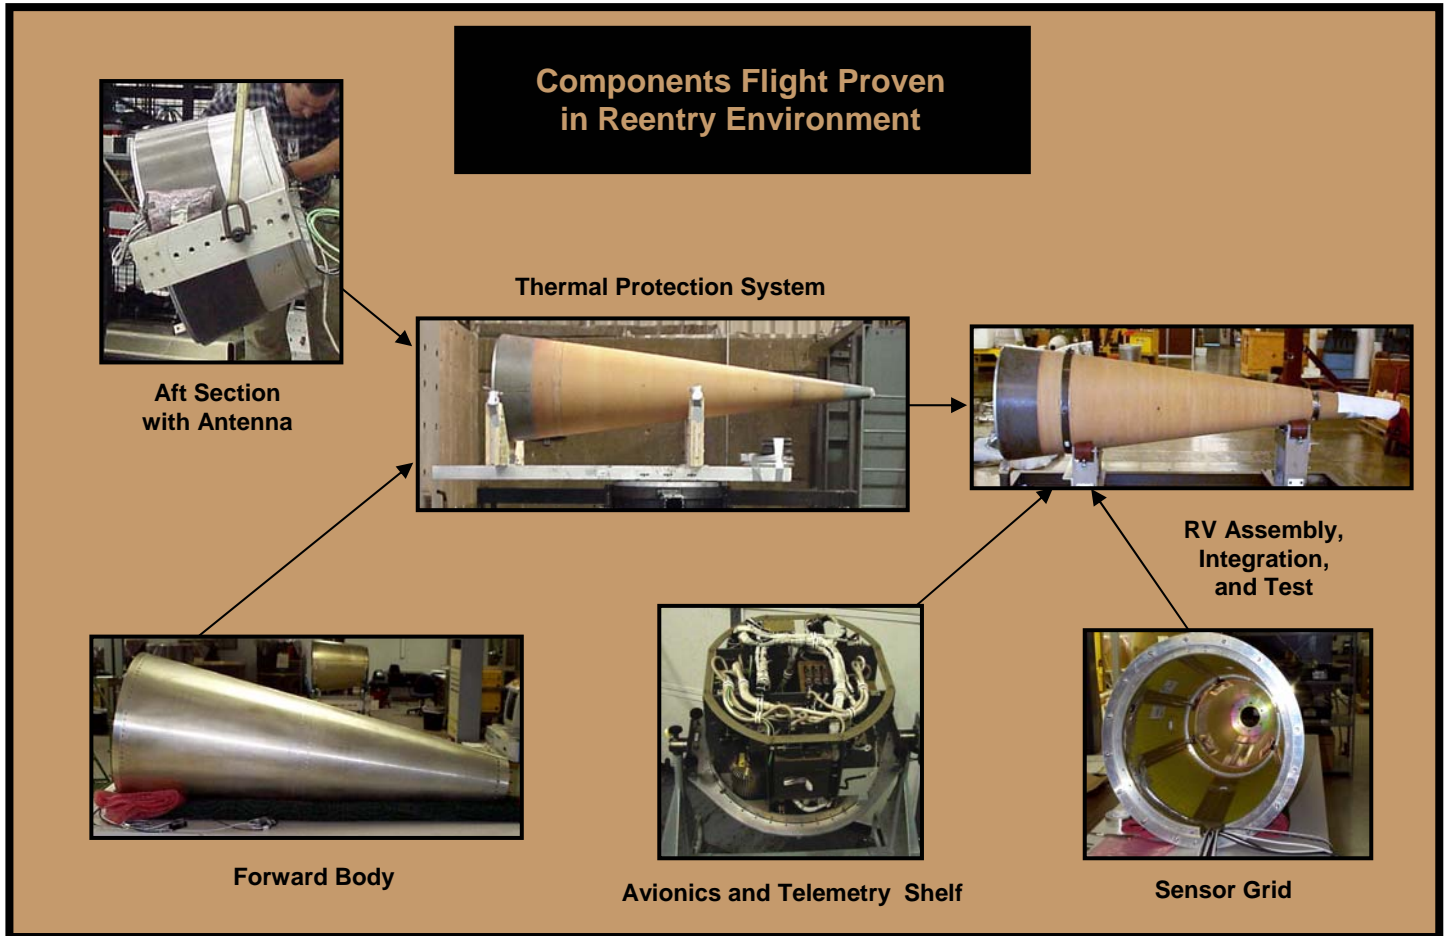 Components Flight Proven
in Reentry Environment
Thermal Protection System
Aft Section
with Antenna
RV Assembly,
Integration,
and Test
Forward Body
Avionics and Telemetry Shelf
Sensor Grid